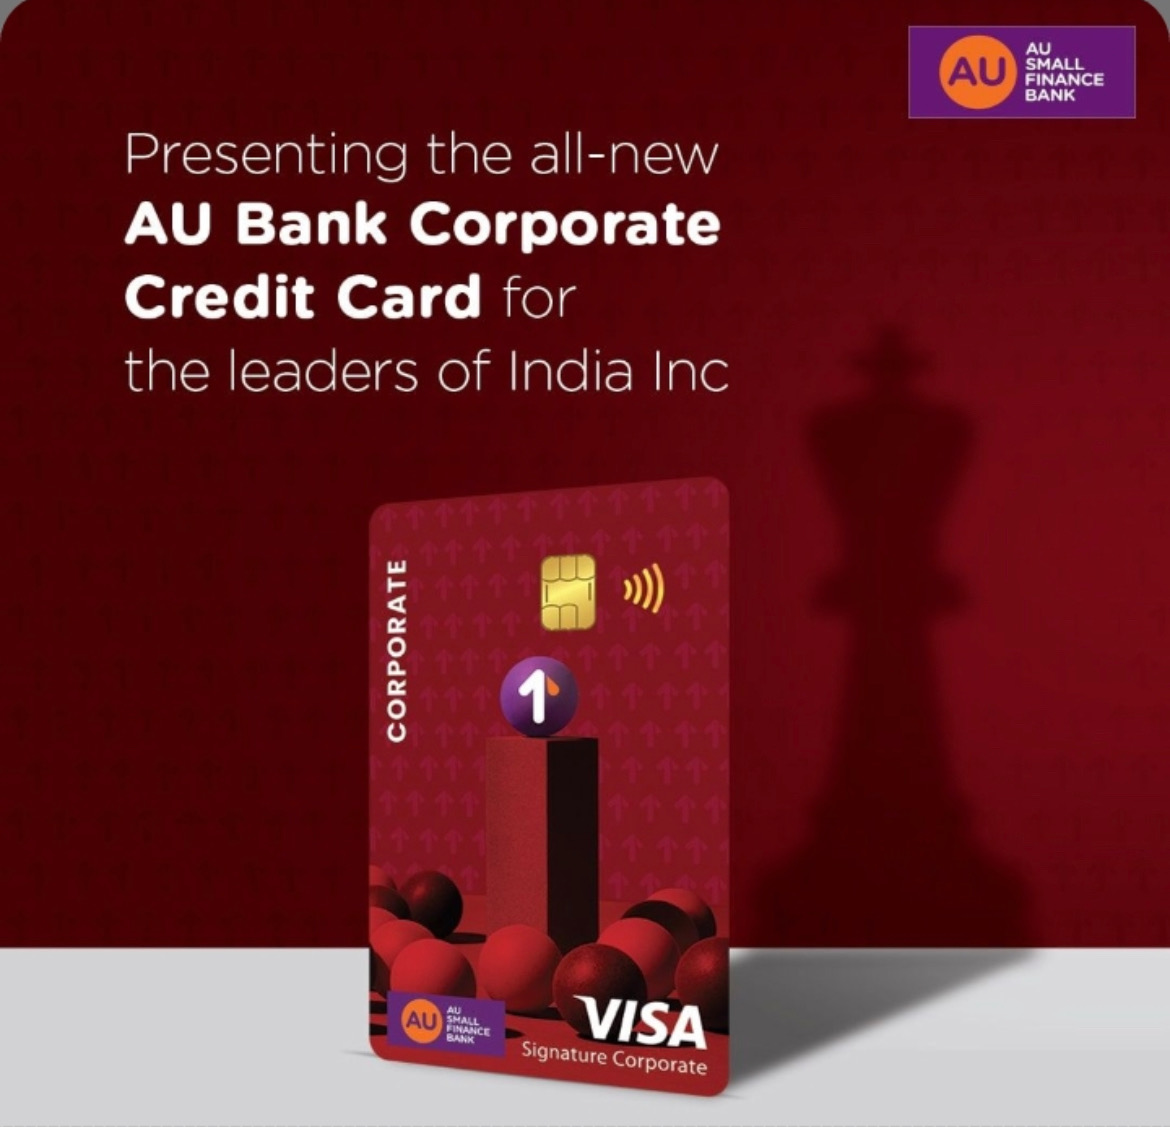 AU
AU
SMALL
FINANCE
BANK
Presenting the all-new
AU Bank Corporate
Credit Card for
the leaders of India Inc
CORPORATE
1
AU
AU
SMALL
FINANCE
BANK
VISA
Signature Corporate